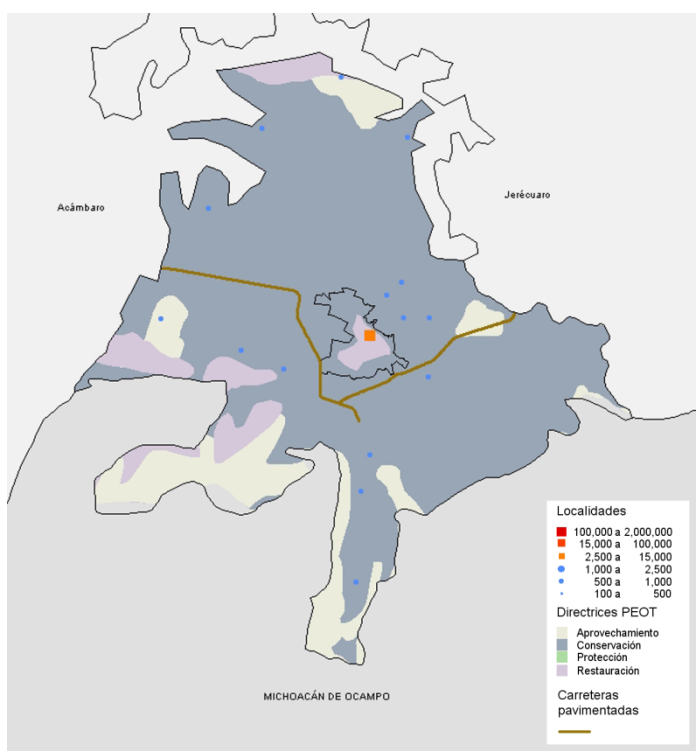 Acámbaro
Jerécuaro
MICHOACÁN DE OCAMPO
Localidades
100,000 a 2,000,000
15,000 a 100,000
2,500 a 15,000
1,000 a 2,500
500 a 1,000
100 a 500
Directrices PEOT
Aprovechamiento
Conservación
Protección
Restauración
Carreteras
pavimentadas